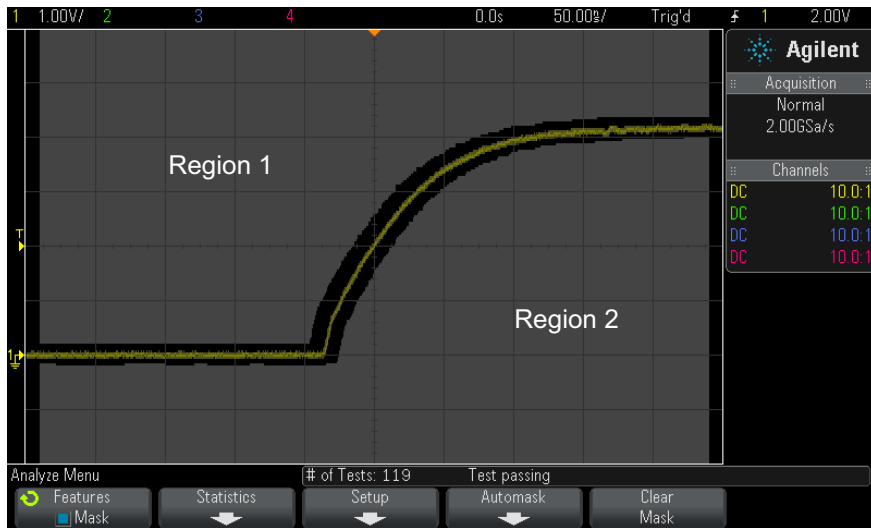 1 1.00V/ 2 3 4 0.0s 50.00ns/ Trig'd 1 2.00V
Agilent
Acquisition
Normal
2.00GSa/s
Channels
DC 10.0:1
DC 10.0:1
DC 10.0:1
DC 10.0:1
Region 1
T
Region 2
1
Analyze Menu
# of Tests: 119 Test passing
Features
Mask
Statistics
Setup
Automask
Clear
Mask